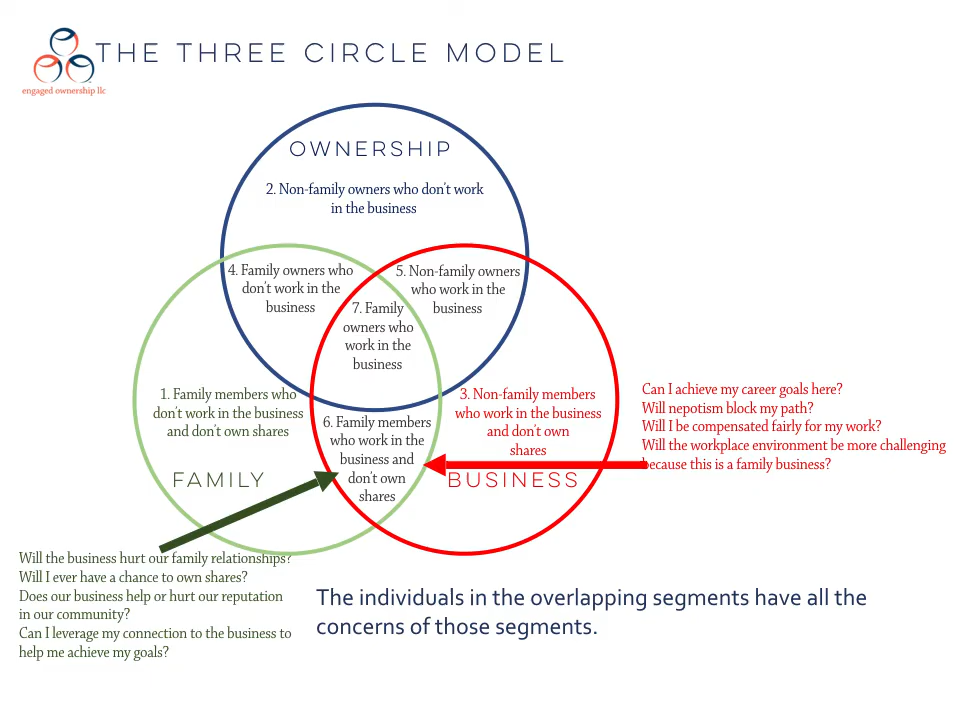 THE THREE CIRCLE MODEL
engaged ownership llc
OWNERSHIP
2. Non-family owners who don't work
in the business
4. Family owners who
don't work in the
business
5. Non-family owners
who work in the
business
7. Family
owners who
work in the
business
1. Family members who
don't work in the business
and don't own shares
3. Non-family members
who work in the business
and don't own
shares
6. Family members
who work in the
business and
don't own
shares
FAMILY
BUSINESS
Can I achieve my career goals here?
Will nepotism block my path?
Will I be compensated fairly for my work?
Will the workplace environment be more challenging
because this is a family business?
Will the business hurt our family relationships?
Will I ever have a chance to own shares?
Does our business help or hurt our reputation
in our community?
Can I leverage my connection to the business to
help me achieve my goals?
The individuals in the overlapping segments have all the
concerns of those segments.